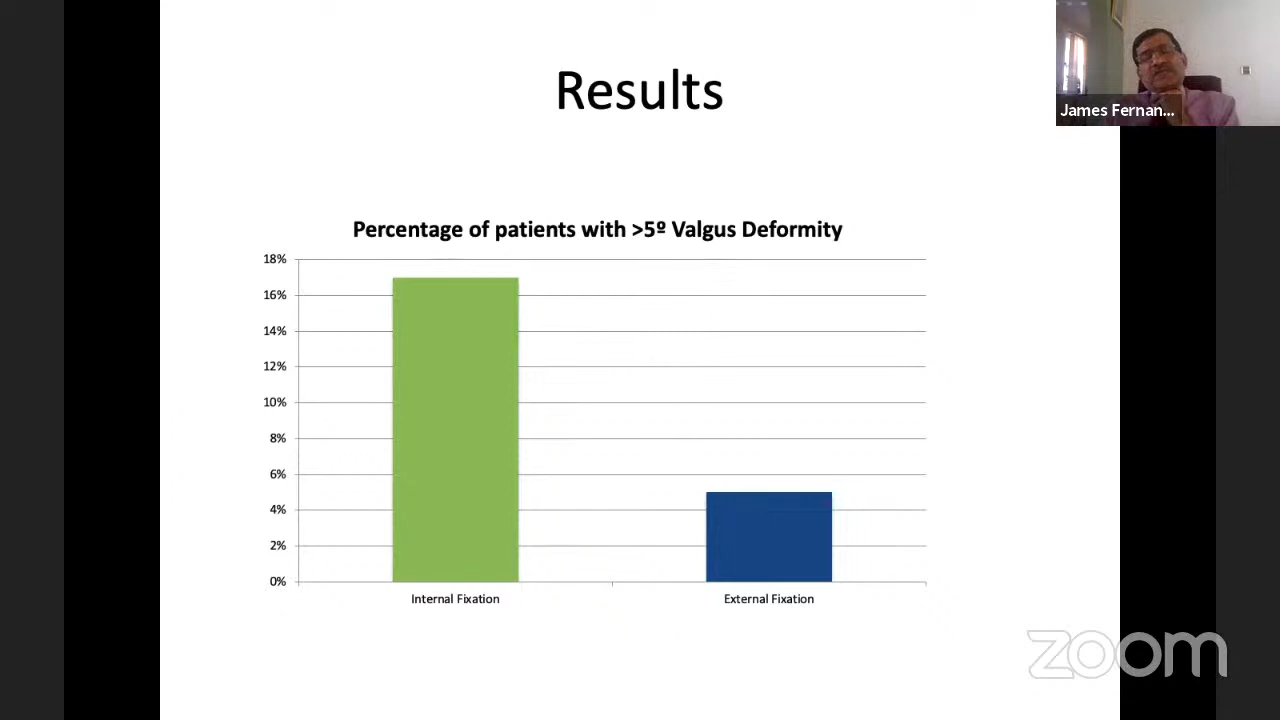 Results
James Fernan...
Percentage of patients with >5º Valgus Deformity
18%
16%
14%
12%
10%
8%
6%
4%
2%
0%
Internal Fixation
External Fixation
zoom